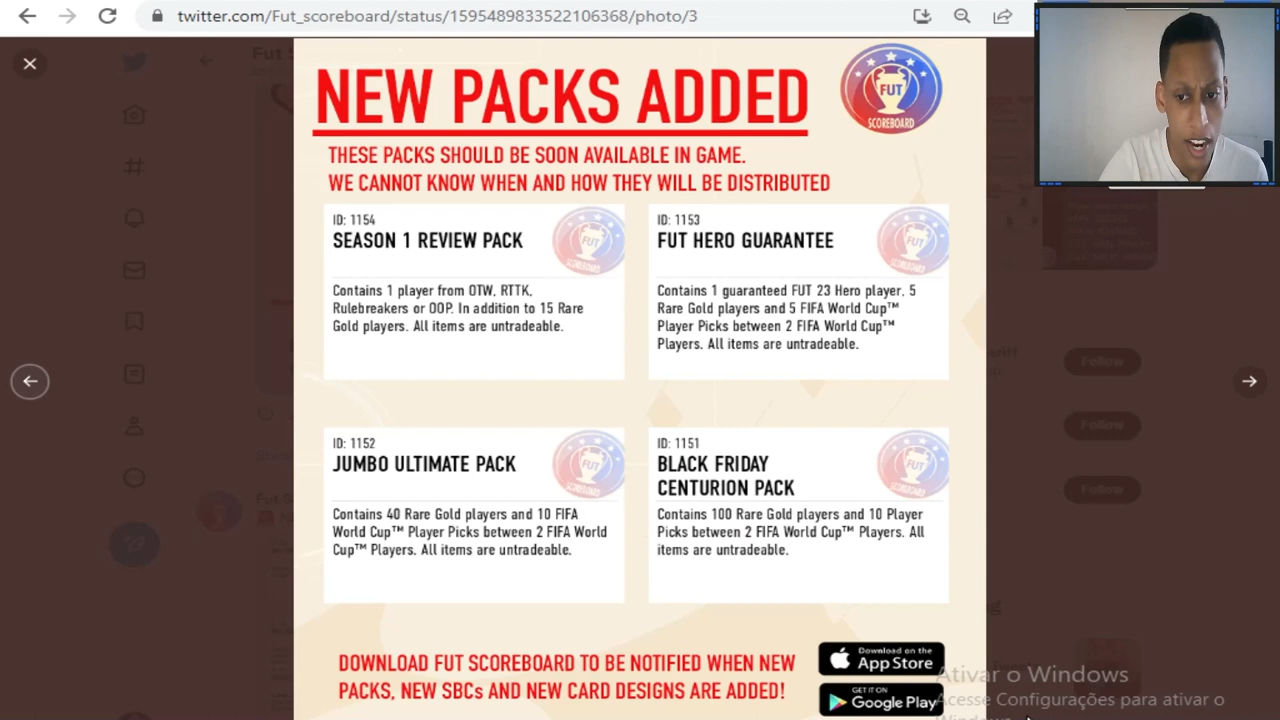 twitter.com/Fut_scoreboard/status/1595489833522106368/photo/3
NEW PACKS ADDED
FUT
SCOREBOARD
THESE PACKS SHOULD BE SOON AVAILABLE IN GAME.
WE CANNOT KNOW WHEN AND HOW THEY WILL BE DISTRIBUTED
ID: 1154
SEASON 1 REVIEW PACK
FUT
Contains 1 player from OTW, RTTK,
Rulebreakers or OOP. In addition to 15 Rare
Gold players. All items are untradeable.
ID: 1153
FUT HERO GUARANTEE
FUT
Contains 1 guaranteed FUT 23 Hero player, 5
Rare Gold players and 5 FIFA World Cup™
Player Picks between 2 FIFA World Cup™
Players. All items are untradeable.
Follow
Follow
Follow
ID: 1152
JUMBO ULTIMATE PACK
FUT
Contains 40 Rare Gold players and 10 FIFA
World Cup™ Player Picks between 2 FIFA World
Cup™ Players. All items are untradeable.
ID: 1151
BLACK FRIDAY
CENTURION PACK
FUT
Contains 100 Rare Gold players and 10 Player
Picks between 2 FIFA World Cup™ Players. All
items are untradeable.
DOWNLOAD FUT SCOREBOARD TO BE NOTIFIED WHEN NEW
PACKS, NEW SBCs AND NEW CARD DESIGNS ARE ADDED!
Download on the
App Store
GET IT ON
Google Play
Ativar o Windows
Acesse Configurações para ativar o
Windows.